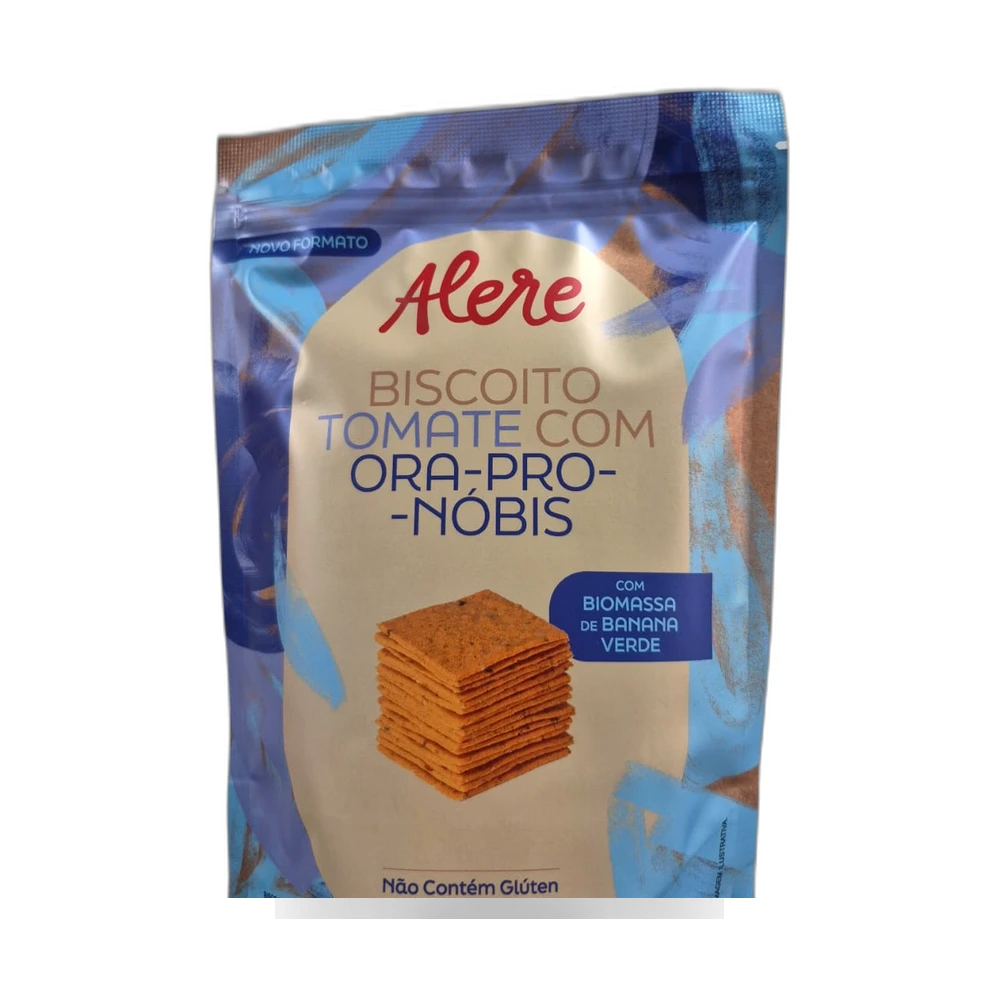 NOVO FORMATO
Alere
BISCOITO
TOMATE COM
ORA-PRO-
-NÓBIS
COM
BIOMASSA
DE BANANA
VERDE
Não Contém Glúten